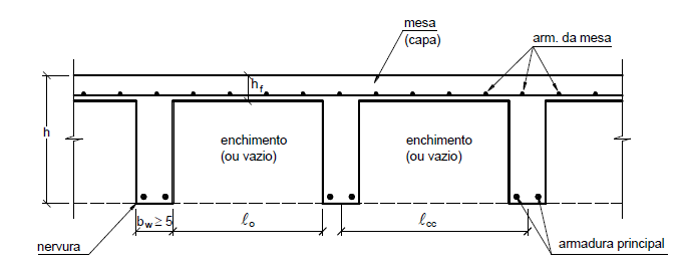 mesa
(capa)
arm. da mesa
hf
h
enchimento
(ou vazio)
enchimento
(ou vazio)
bw ≥ 5
ℓo
ℓcc
nervura
armadura principal